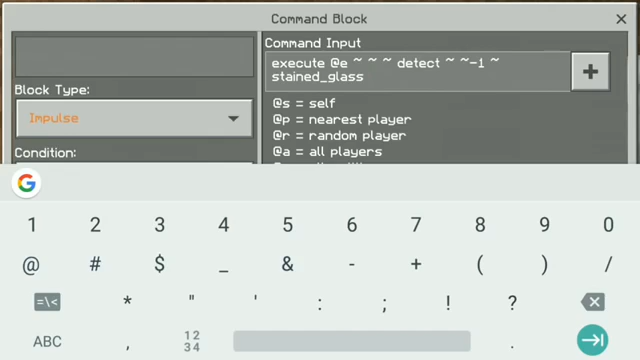 Command Block
Command Input
execute @e ~ ~ ~ detect ~ ~-1 ~
stained_glass
@s = self
@p = nearest player
@r = random player
@a = all players
Block Type:
Impulse
Condition:
G
1 2 3 4 5 6 7 8 9 0
@ # $ _ & - + ( ) /
=\< * " ' : ; ! ?
ABC , 12 .
34